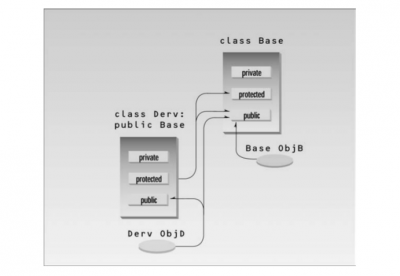 class Base
private
protected
public
class Derv:
public Base
private
protected
public
Base ObjB
Derv ObjD